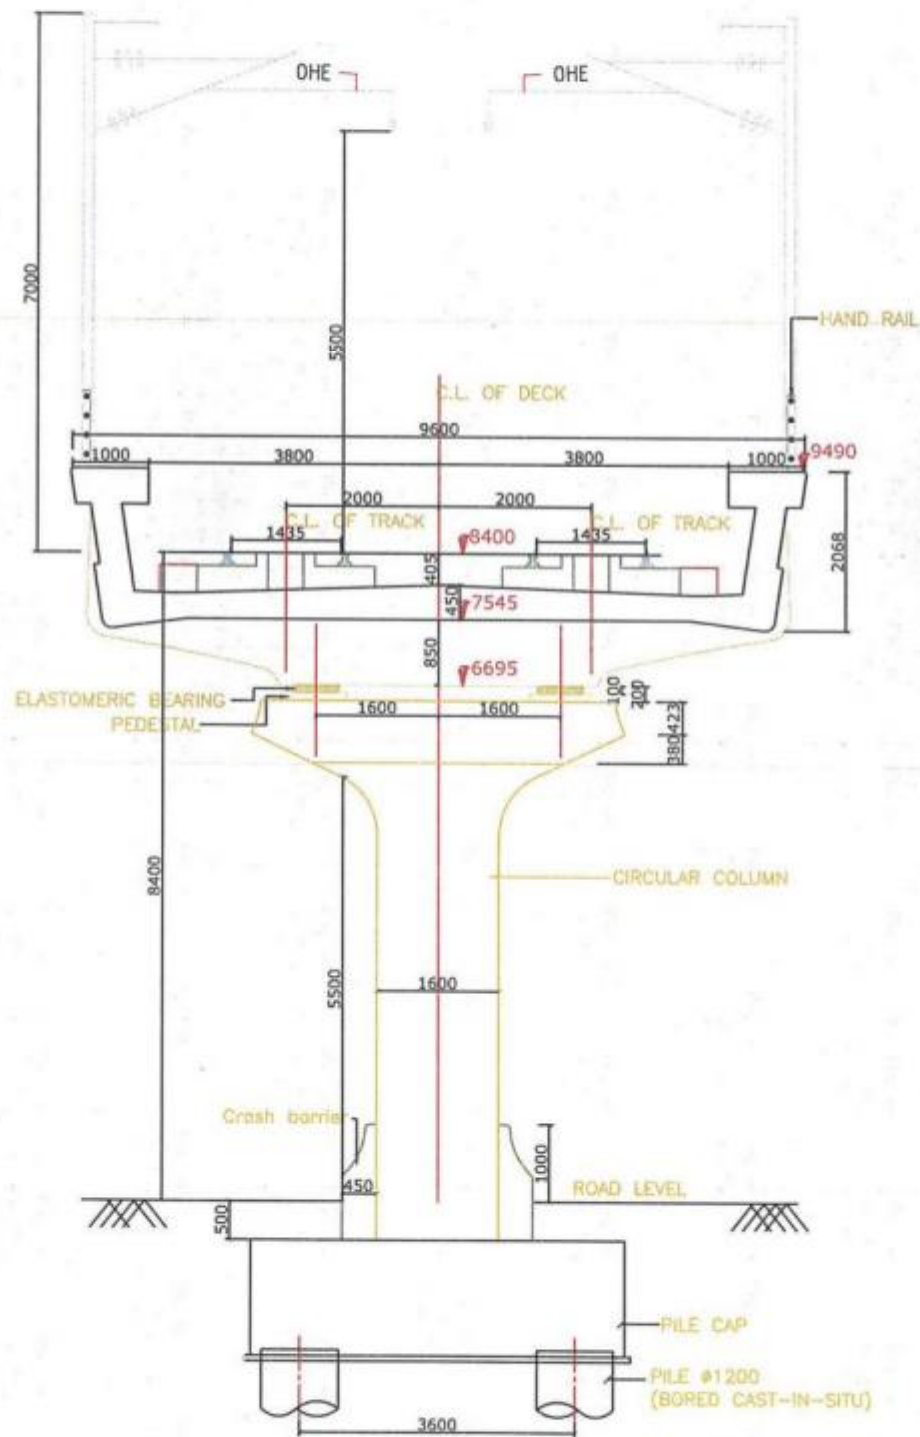 OHE
OHE
7000
5500
HAND RAIL
C.L. OF DECK
9600
1000
3800
3800
1000
9490
2000
2000
C.L. OF TRACK
C.L. OF TRACK
1435
8400
1435
405
2068
450
7545
850
6695
ELASTOMERIC BEARING
100
200
PEDESTAL
1600
1600
423
380
8400
CIRCULAR COLUMN
5500
1600
Crash barrier
1000
450
ROAD LEVEL
500
PILE CAP
PILE ø1200
(BORED CAST-IN-SITU)
3600